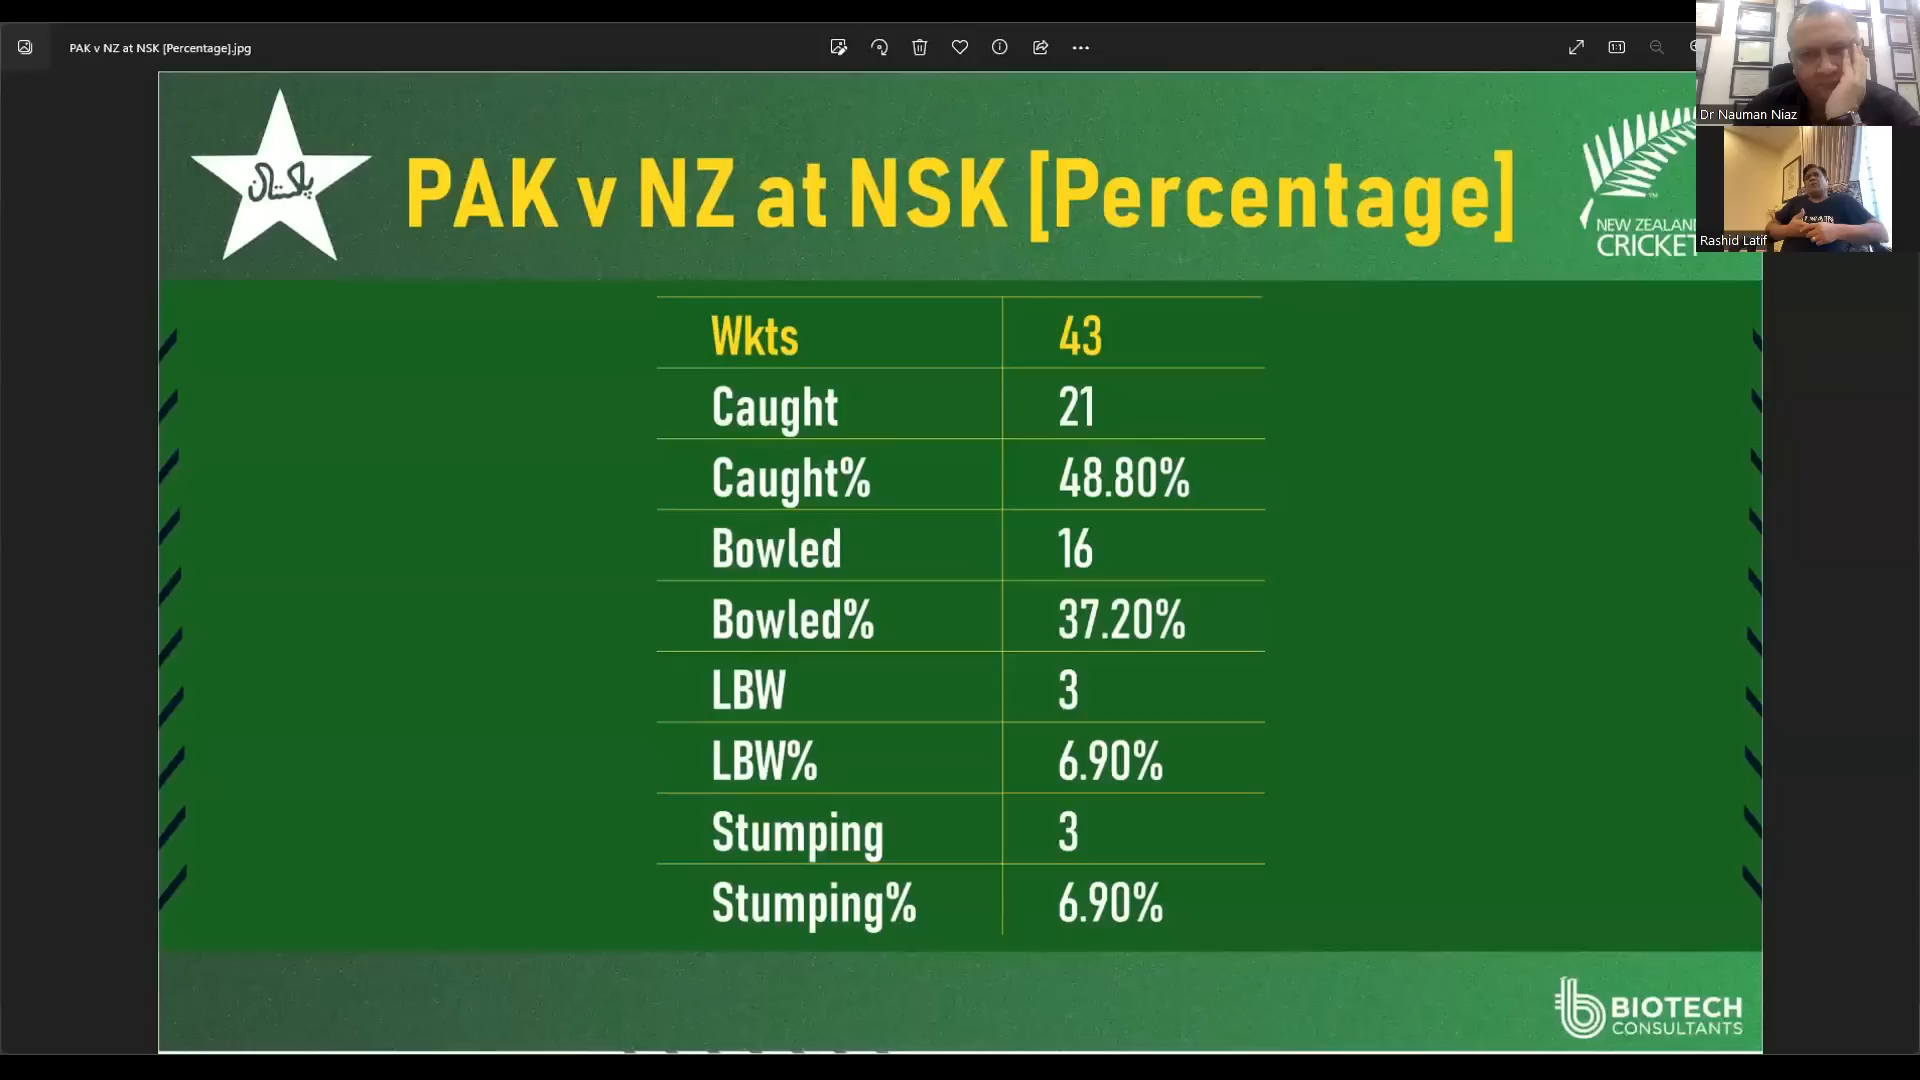 PAK v NZ at NSK [Percentage].jpg
Dr Nauman Niaz
Rashid Latif
پاکستان
PAK v NZ at NSK [Percentage]
NEW ZEALAND
CRICKET
Wkts 43
Caught 21
Caught% 48.80%
Bowled 16
Bowled% 37.20%
LBW 3
LBW% 6.90%
Stumping 3
Stumping% 6.90%
BIOTECH
CONSULTANTS